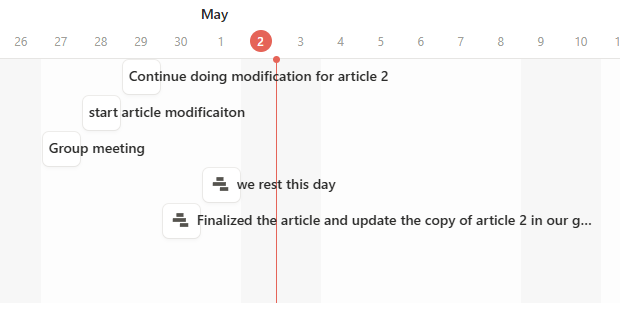 May
26 27 28 29 30 1 2 3 4 5 6 7 8 9 10
Continue doing modification for article 2
start article modificaiton
Group meeting
we rest this day
Finalized the article and update the copy of article 2 in our g...